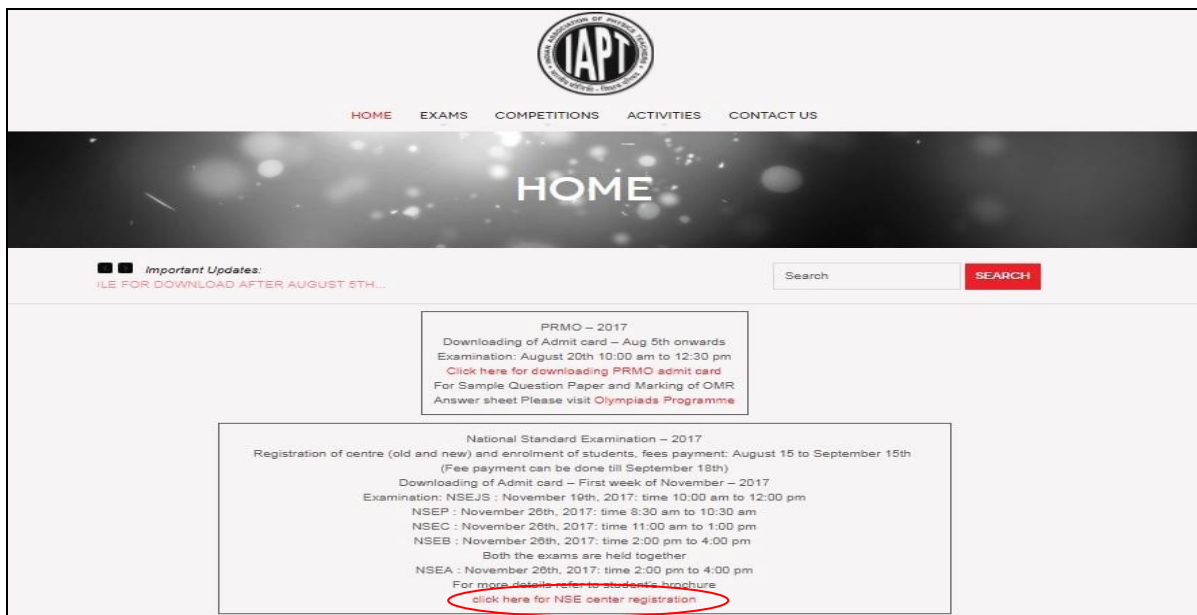 INDIAN ASSOCIATION OF PHYSICS TEACHERS
IAPT
HOME EXAMS COMPETITIONS ACTIVITIES CONTACT US
HOME
Important Updates:
ILE FOR DOWNLOAD AFTER AUGUST 5TH...
Search SEARCH
PRMO – 2017
Downloading of Admit card – Aug 5th onwards
Examination: August 20th 10:00 am to 12:30 pm
Click here for downloading PRMO admit card
For Sample Question Paper and Marking of OMR
Answer sheet Please visit Olympiads Programme
National Standard Examination – 2017
Registration of centre (old and new) and enrolment of students, fees payment: August 15 to September 15th
(Fee payment can be done till September 18th)
Downloading of Admit card – First week of November – 2017
Examination: NSEJS : November 19th, 2017: time 10:00 am to 12:00 pm
NSEP : November 26th, 2017: time 8:30 am to 10:30 am
NSEC : November 26th, 2017: time 11:00 am to 1:00 pm
NSEB : November 26th, 2017: time 2:00 pm to 4:00 pm
Both the exams are held together
NSEA : November 26th, 2017: time 2:00 pm to 4:00 pm
For more details refer to student's brochure
click here for NSE center registration